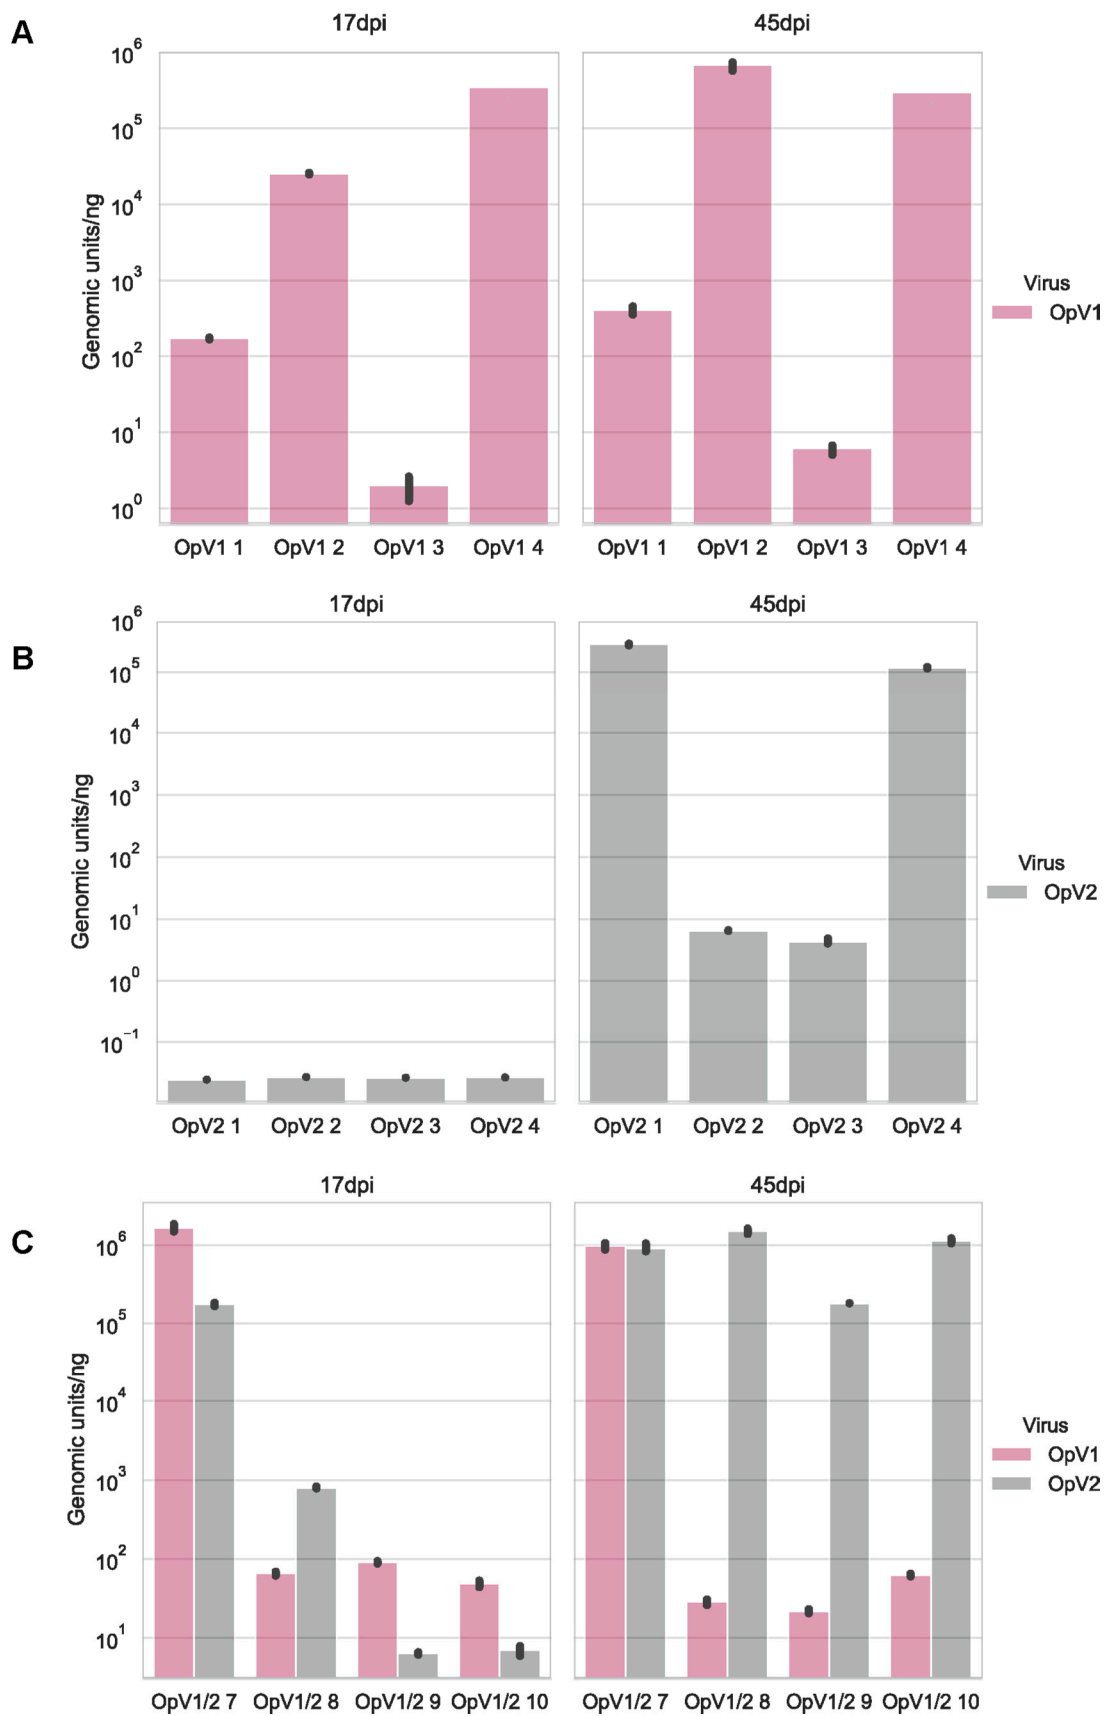 A
17dpi
45dpi
10^6
10^5
10^4
10^3
10^2
10^1
10^0
Genomic units/ng
Virus
OpV1
OpV1 1
OpV1 2
OpV1 3
OpV1 4
OpV1 1
OpV1 2
OpV1 3
OpV1 4
B
17dpi
45dpi
10^6
10^5
10^4
10^3
10^2
10^1
10^0
10^−1
Genomic units/ng
Virus
OpV2
OpV2 1
OpV2 2
OpV2 3
OpV2 4
OpV2 1
OpV2 2
OpV2 3
OpV2 4
C
17dpi
45dpi
10^6
10^5
10^4
10^3
10^2
10^1
Genomic units/ng
Virus
OpV1
OpV2
OpV1/2 7
OpV1/2 8
OpV1/2 9
OpV1/2 10
OpV1/2 7
OpV1/2 8
OpV1/2 9
OpV1/2 10